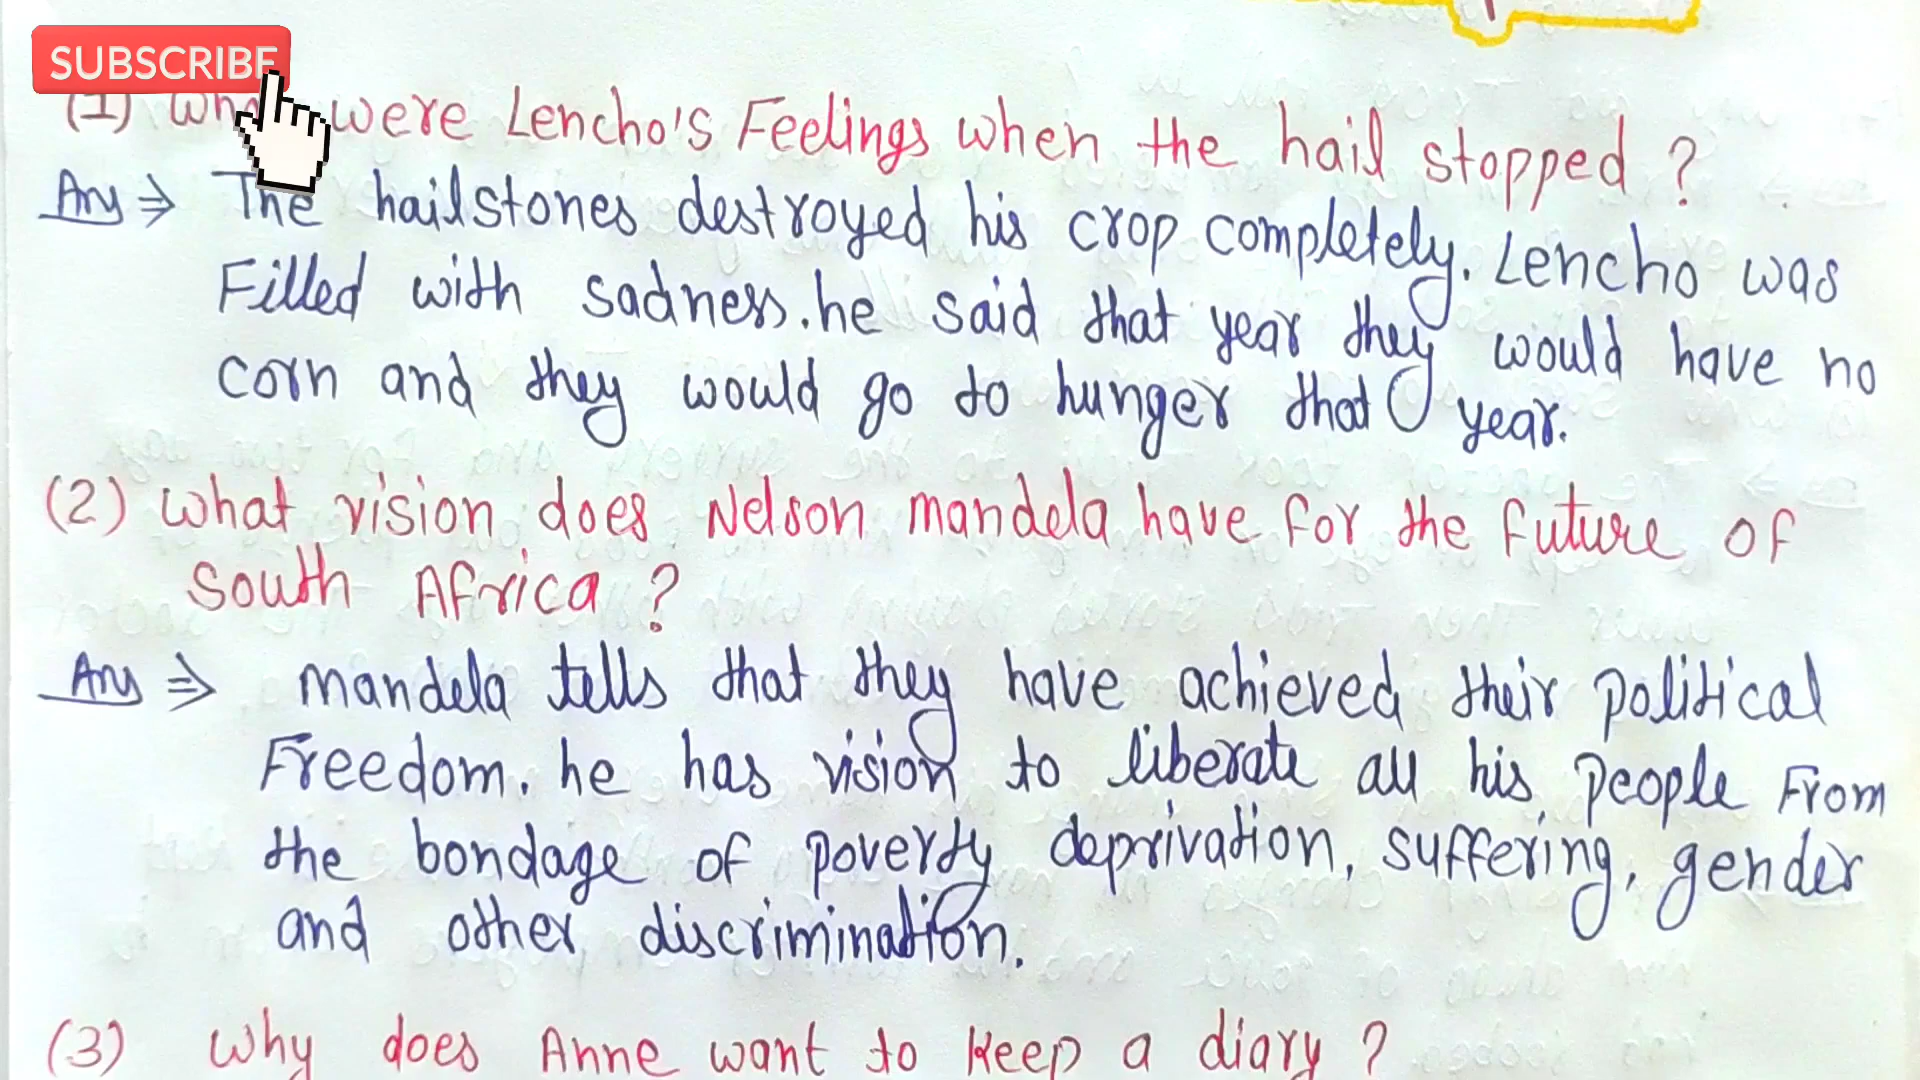 SUBSCRIBE
(1) were Lencho's Feelings when the hail stopped ?
Ans ⇒ The hailstones destroyed his crop completely. Lencho was
Filled with sadness. he said that year they would have no
corn and they would go to hunger that year.
(2) What vision does Nelson mandela have for the future of
South Africa ?
Ans ⇒ mandela tells that they have achieved their political
Freedom. he has vision to liberate all his people From
the bondage of poverty deprivation, suffering, gender
and other discrimination.
(3) Why does Anne want to keep a diary ?